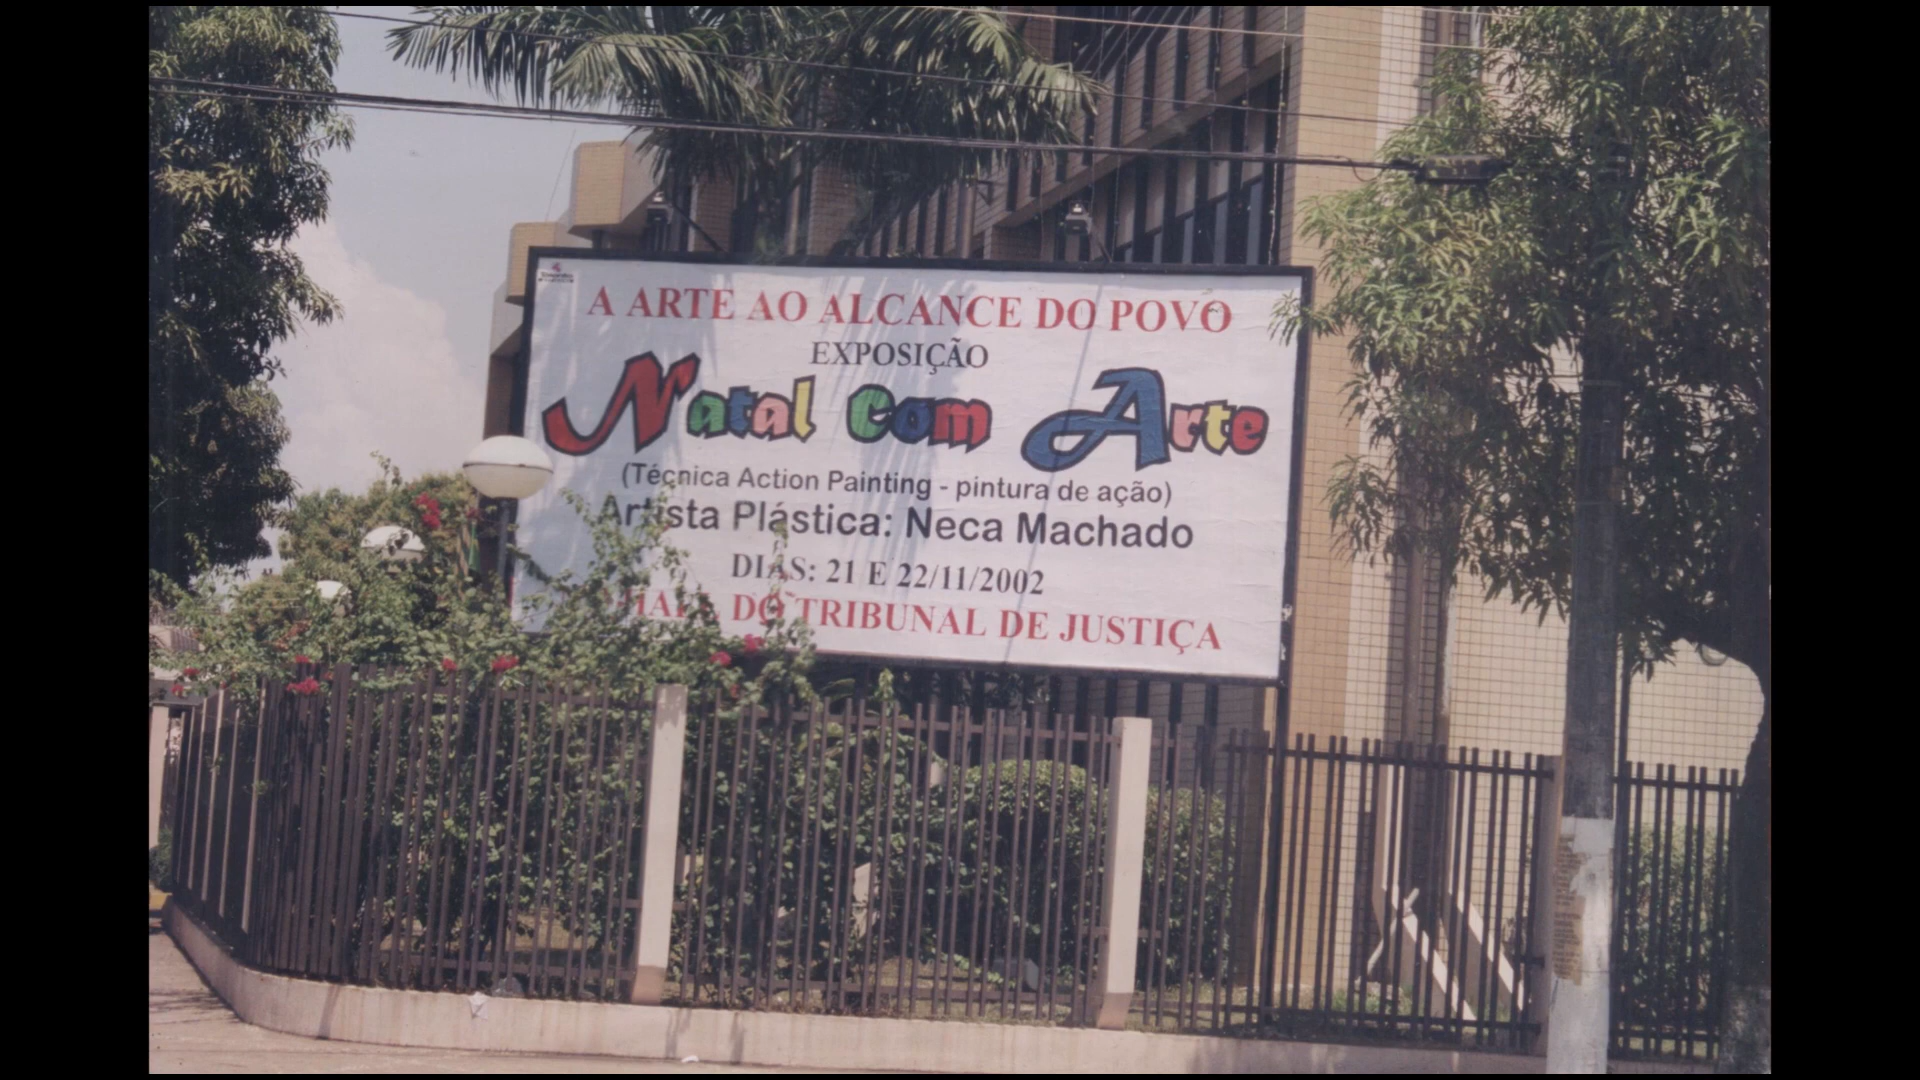 A ARTE AO ALCANCE DO POVO
EXPOSIÇÃO
Natal Com Arte
(Técnica Action Painting - pintura de ação)
Artista Plástica: Neca Machado
DIAS: 21 E 22/11/2002
DO TRIBUNAL DE JUSTIÇA